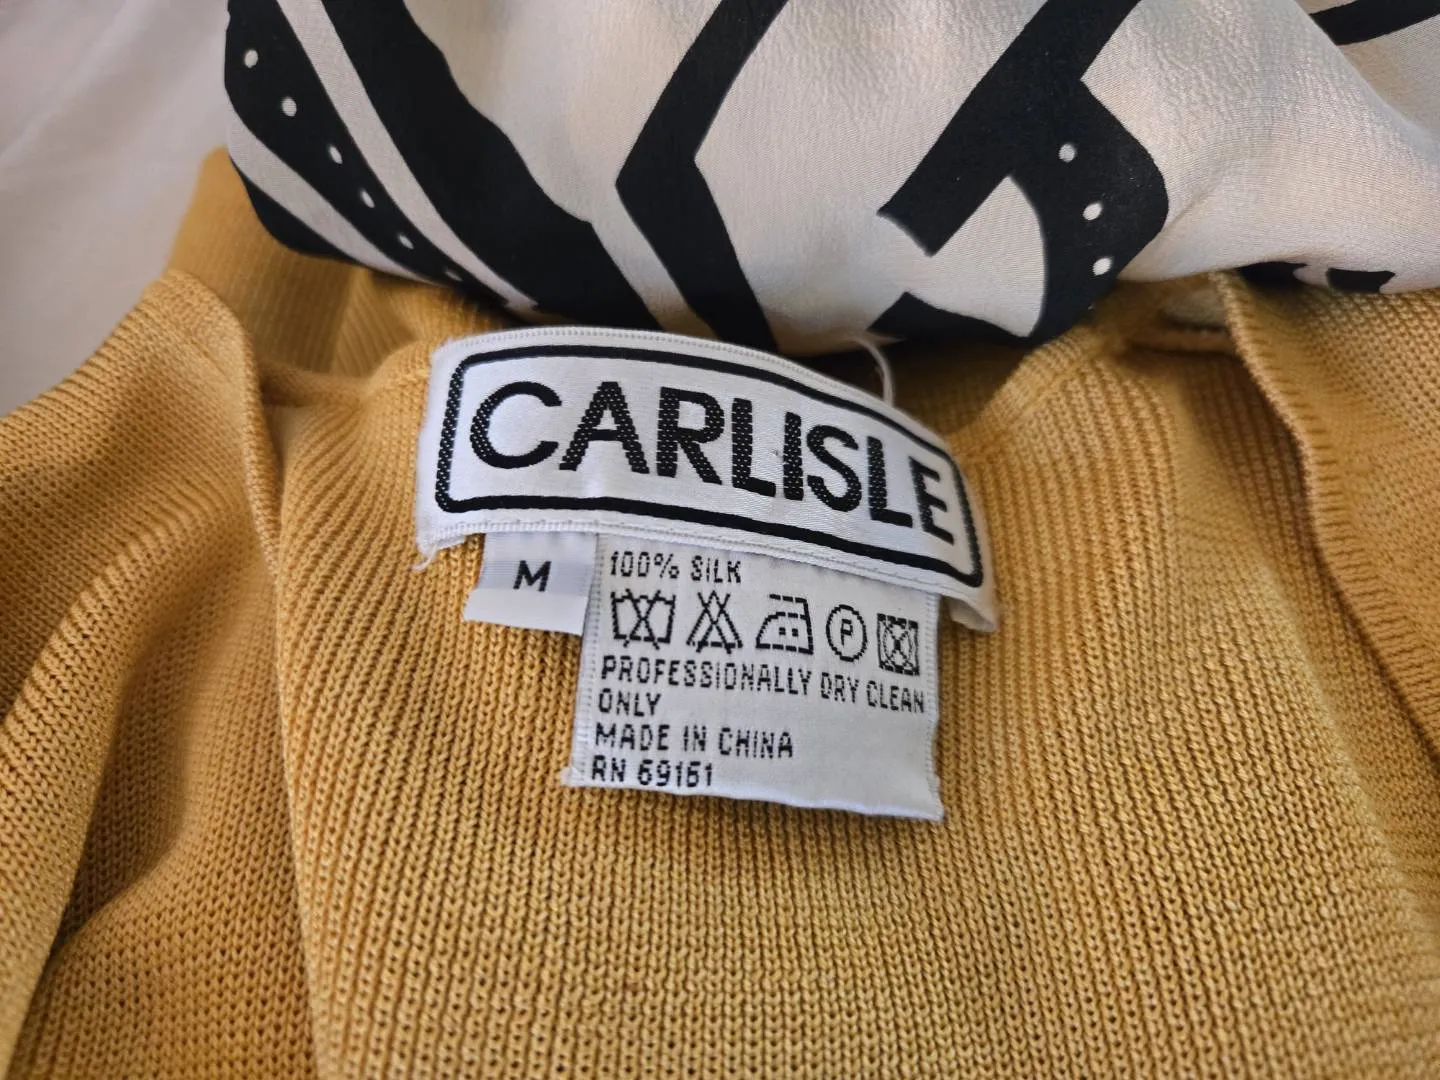 CARLISLE
M
100% SILK
P
PROFESSIONALLY DRY CLEAN
ONLY
MADE IN CHINA
RN 69161